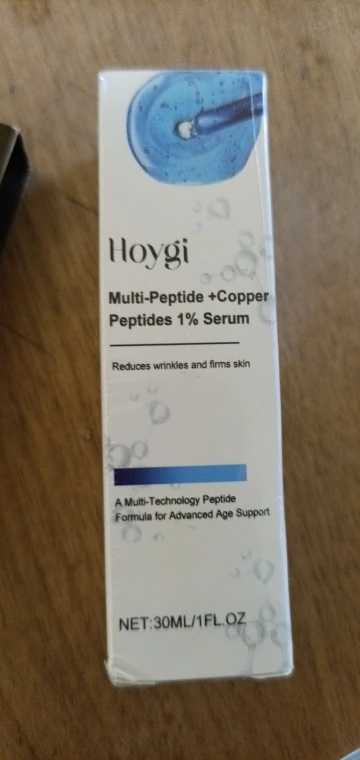 Hoygi
Multi-Peptide +Copper
Peptides 1% Serum
Reduces wrinkles and firms skin
A Multi-Technology Peptide
Formula for Advanced Age Support
NET:30ML/1FL.OZ